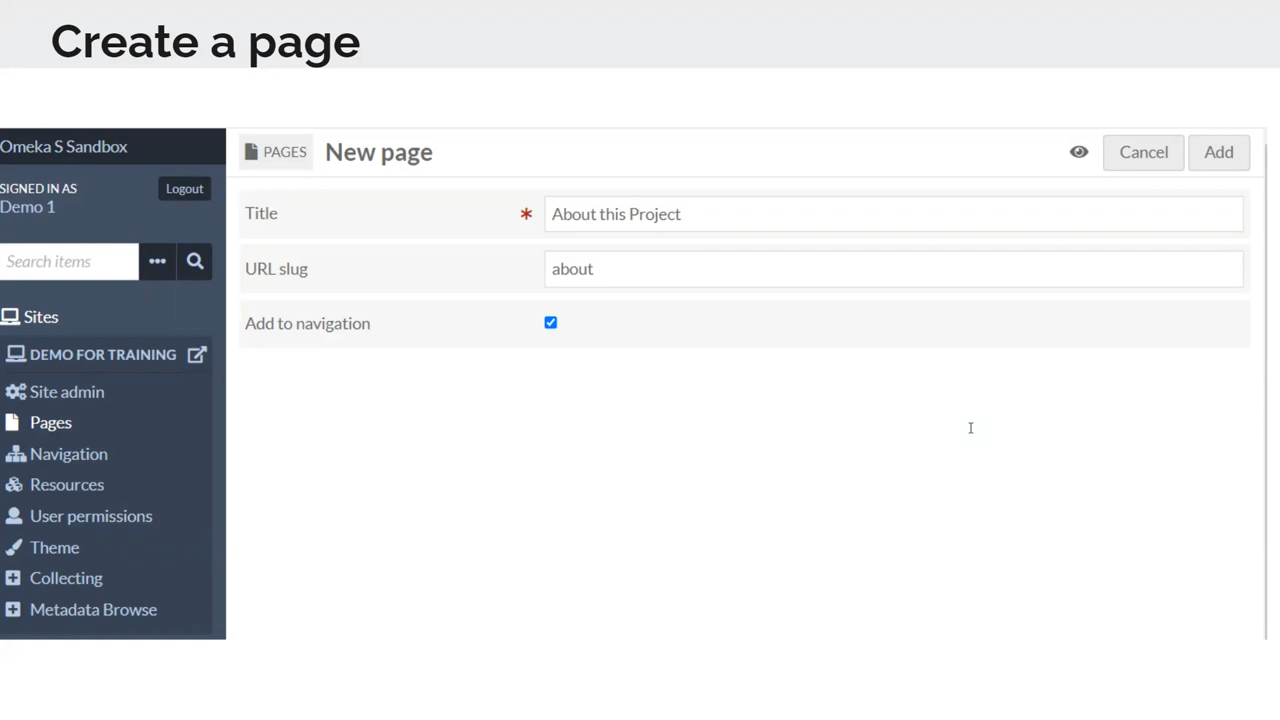 Create a page
Omeka S Sandbox
SIGNED IN AS
Logout
Demo 1
Search items
Sites
DEMO FOR TRAINING
Site admin
Pages
Navigation
Resources
User permissions
Theme
Collecting
Metadata Browse
PAGES New page
Cancel
Add
Title * About this Project
URL slug about
Add to navigation